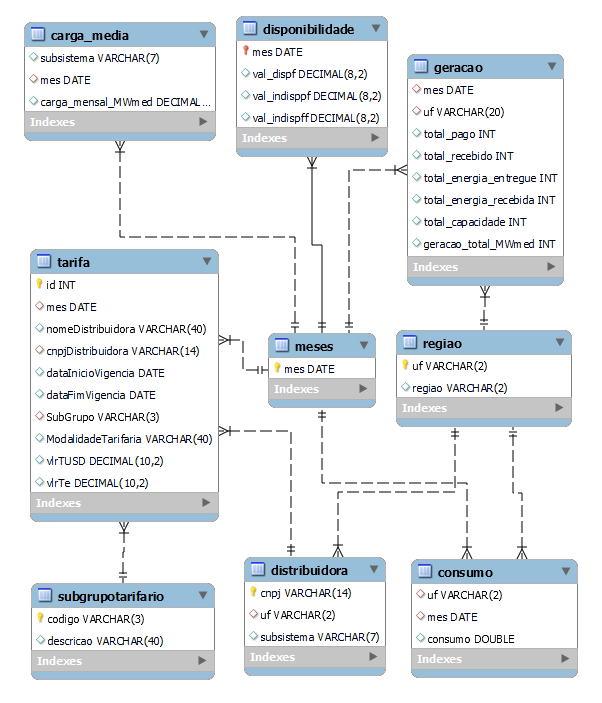 carga_media
subsistema VARCHAR(7)
mes DATE
carga_mensal_MWmed DECIMAL...
Indexes
disponibilidade
mes DATE
val_dispf DECIMAL(8,2)
val_indisppf DECIMAL(8,2)
val_indispff DECIMAL(8,2)
Indexes
geracao
mes DATE
uf VARCHAR(20)
total_pago INT
total_recebido INT
total_energia_entregue INT
total_energia_recebida INT
total_capacidade INT
geracao_total_MWmed INT
Indexes
tarifa
id INT
mes DATE
nomeDistribuidora VARCHAR(40)
cnpjDistribuidora VARCHAR(14)
dataInicioVigencia DATE
dataFimVigencia DATE
SubGrupo VARCHAR(3)
ModalidadeTarifaria VARCHAR(40)
vlrTUSD DECIMAL(10,2)
vlrTe DECIMAL(10,2)
Indexes
meses
mes DATE
Indexes
regiao
uf VARCHAR(2)
regiao VARCHAR(2)
Indexes
subgrupotarifario
codigo VARCHAR(3)
descricao VARCHAR(40)
Indexes
distribuidora
cnpj VARCHAR(14)
uf VARCHAR(2)
subsistema VARCHAR(7)
Indexes
consumo
uf VARCHAR(2)
mes DATE
consumo DOUBLE
Indexes